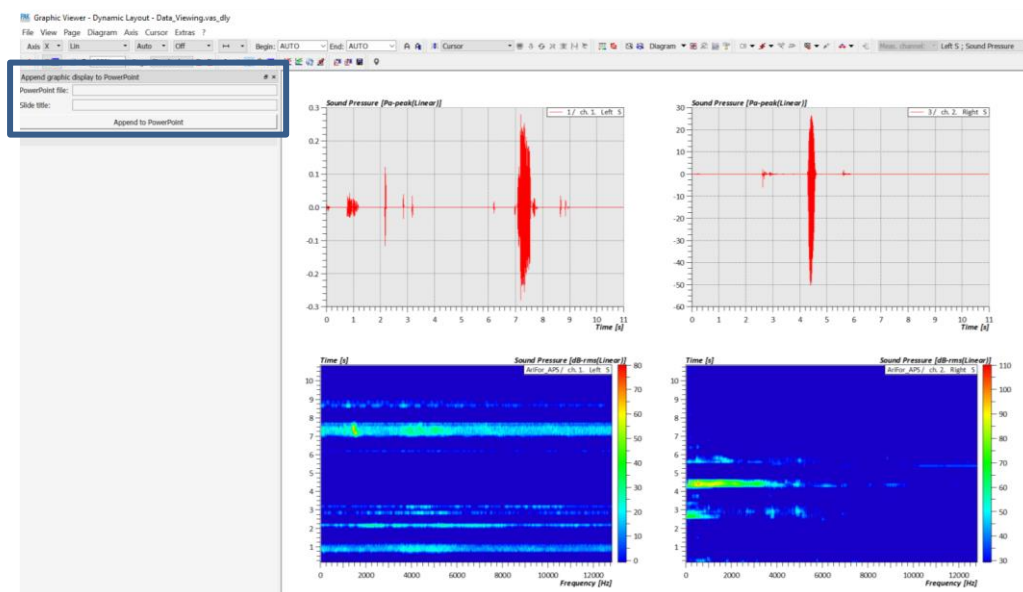 Graphic Viewer - Dynamic Layout - Data_Viewing.vas_dly
File View Page Diagram Axis Cursor Extras ?
Axis X Lin Auto Off Begin: AUTO End: AUTO Cursor Diagram Meas. channel Left S ; Sound Pressure
Append graphic display to PowerPoint
PowerPoint file:
Slide title:
Append to PowerPoint
Sound Pressure [Pa-peak(Linear)]
1/ ch. 1, Left S
0.3
0.2
0.1
0.0
-0.1
-0.2
-0.3
0 1 2 3 4 5 6 7 8 9 10 11
Time [s]
Sound Pressure [Pa-peak(Linear)]
3/ ch. 2, Right S
30
20
10
0
-10
-20
-30
-40
-50
-60
0 1 2 3 4 5 6 7 8 9 10 11
Time [s]
Time [s] Sound Pressure [dB-rms(Linear)]
AriFor_APS/ ch. 1, Left S
10
9
8
7
6
5
4
3
2
1
80
70
60
50
40
30
20
10
0
0 2000 4000 6000 8000 10000 12000
Frequency [Hz]
Time [s] Sound Pressure [dB-rms(Linear)]
AriFor_APS/ ch. 2, Right S
10
9
8
7
6
5
4
3
2
1
110
100
90
80
70
60
50
40
30
0 2000 4000 6000 8000 10000 12000
Frequency [Hz]